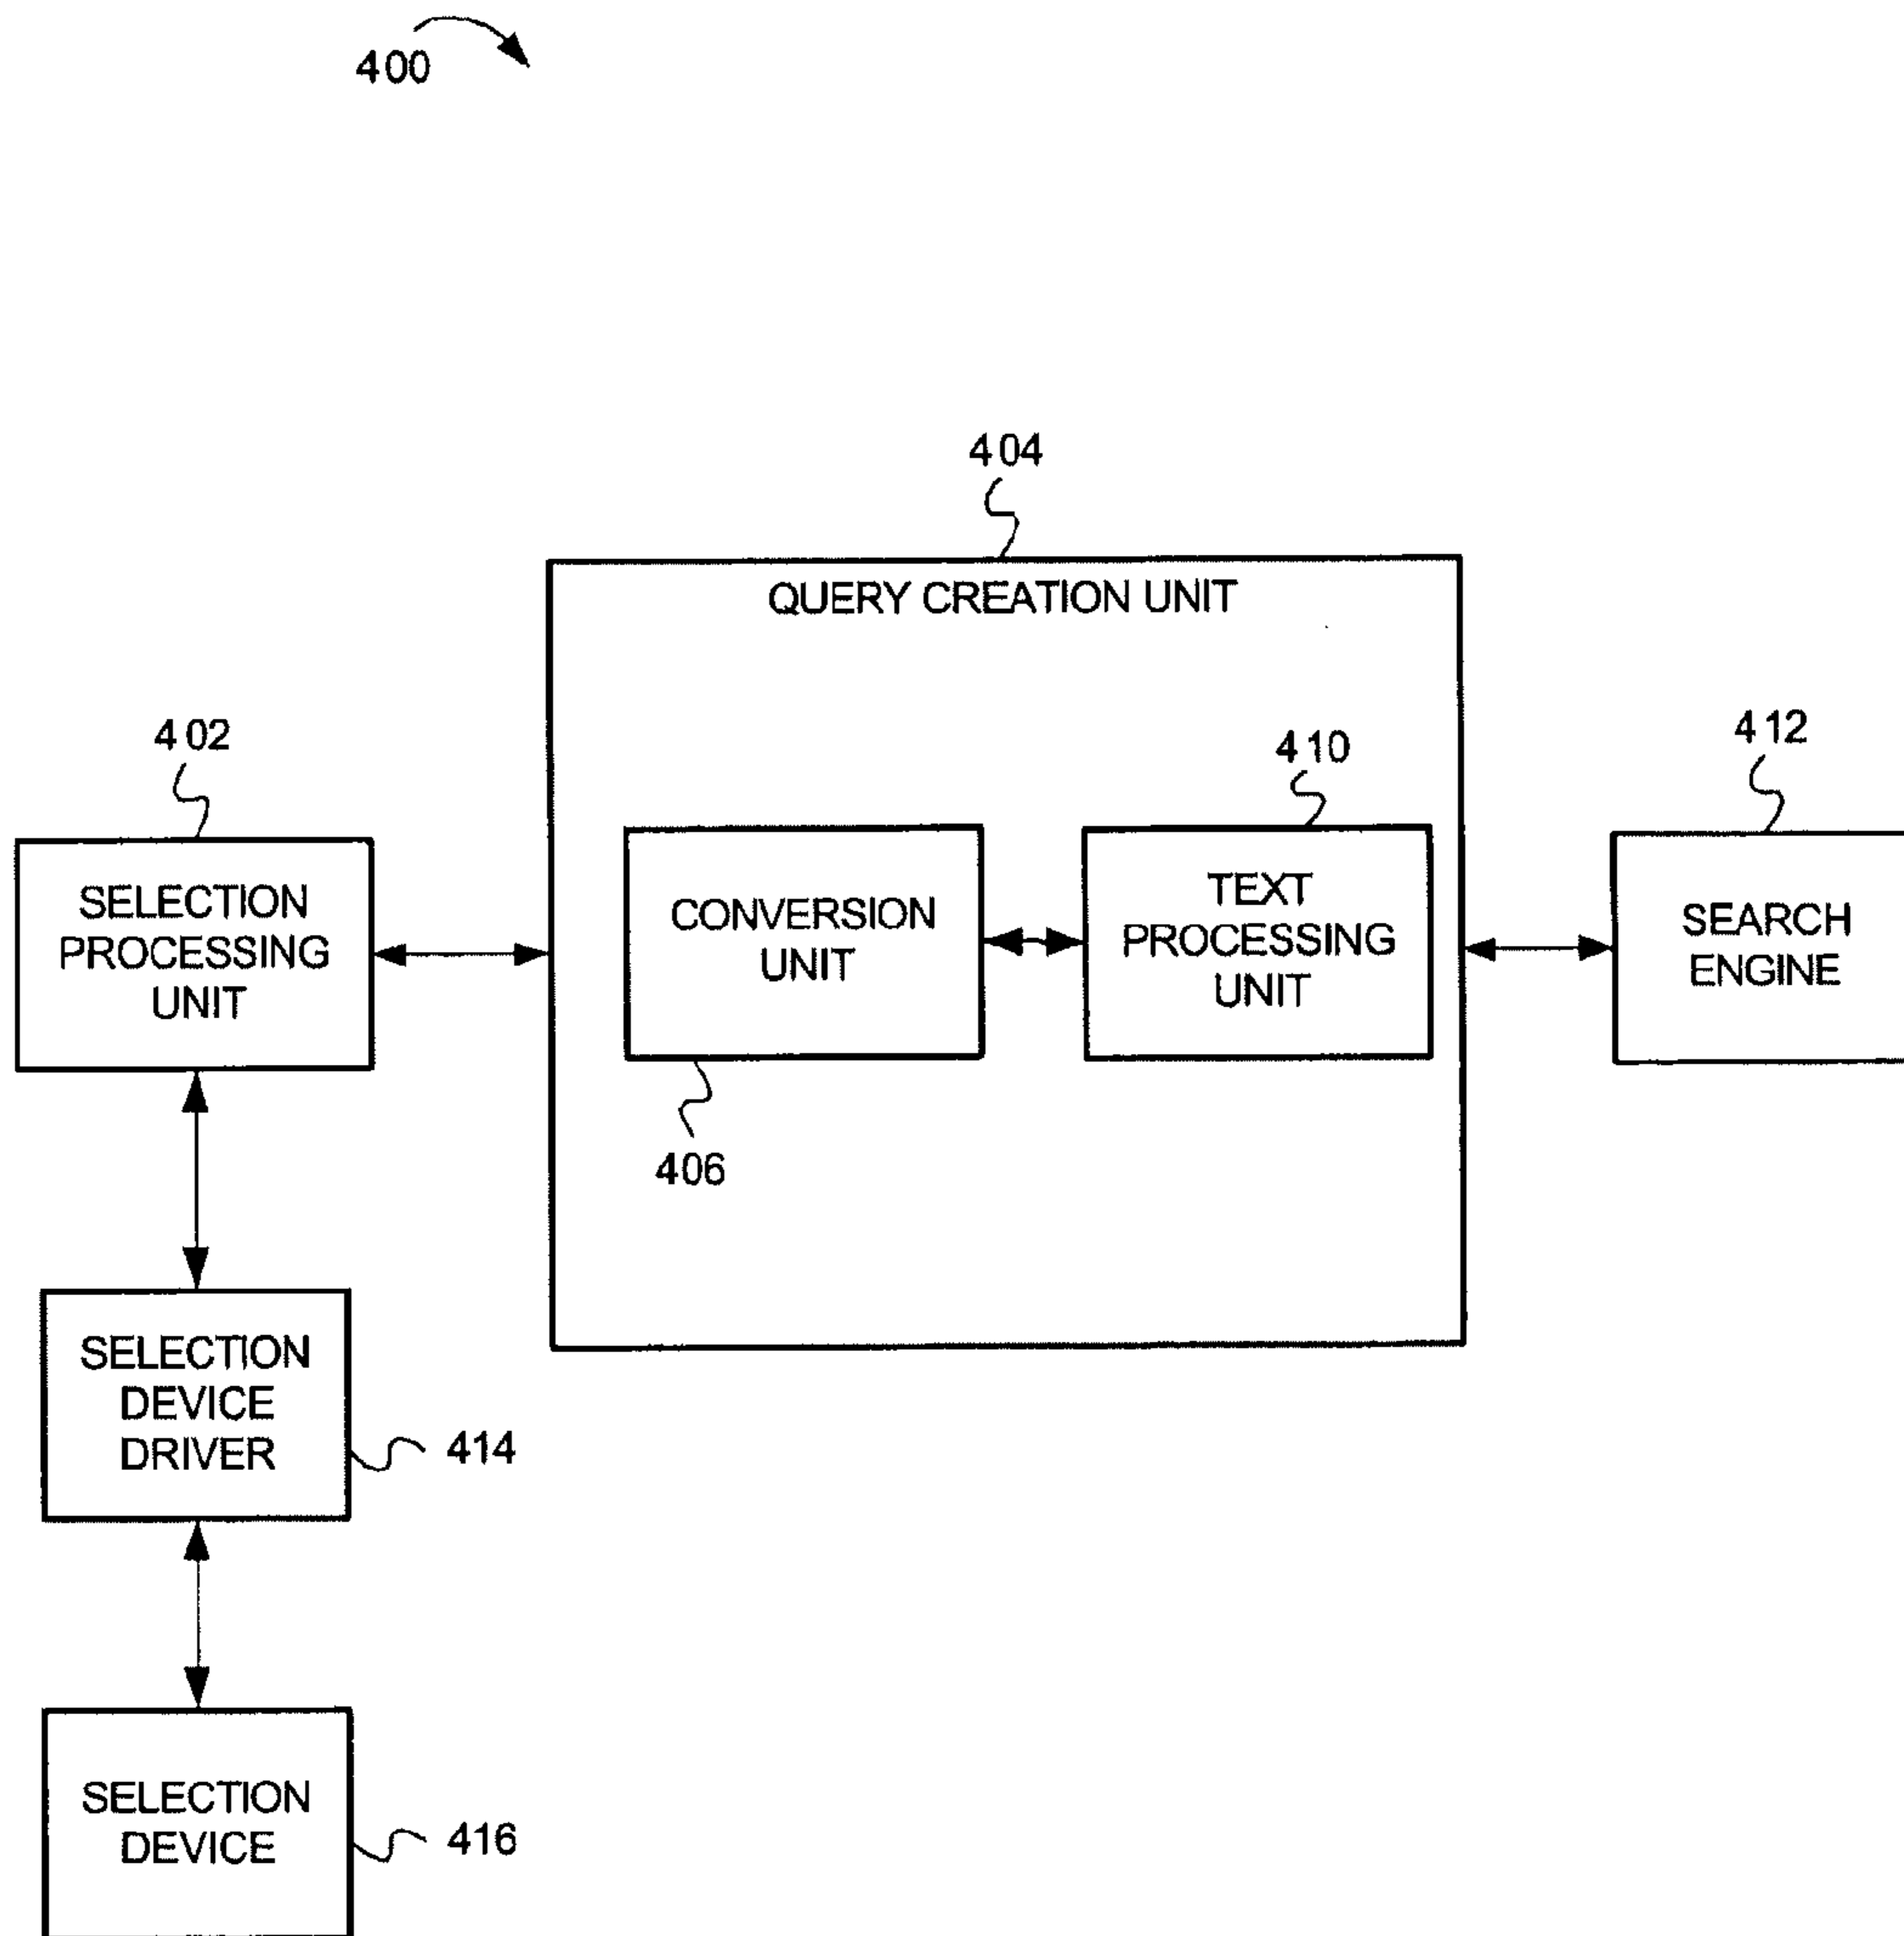 400
404
QUERY CREATION UNIT
402
410
412
SELECTION
PROCESSING
UNIT
CONVERSION
UNIT
TEXT
PROCESSING
UNIT
SEARCH
ENGINE
406
SELECTION
DEVICE
DRIVER
414
SELECTION
DEVICE
416